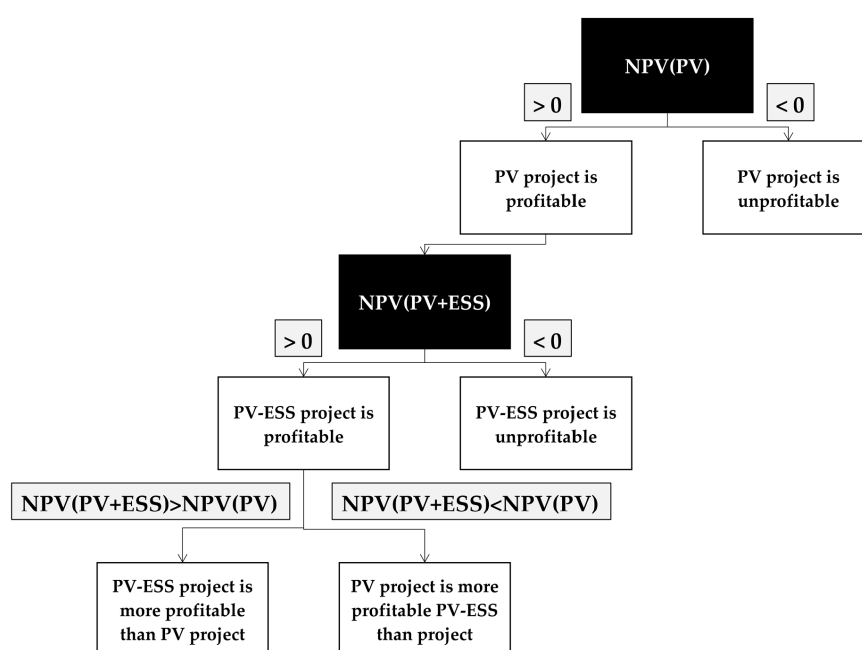 NPV(PV)
> 0
< 0
PV project is
profitable
PV project is
unprofitable
NPV(PV+ESS)
> 0
< 0
PV-ESS project is
profitable
PV-ESS project is
unprofitable
NPV(PV+ESS)>NPV(PV)
NPV(PV+ESS)<NPV(PV)
PV-ESS project is
more profitable
than PV project
PV project is more
profitable PV-ESS
than project